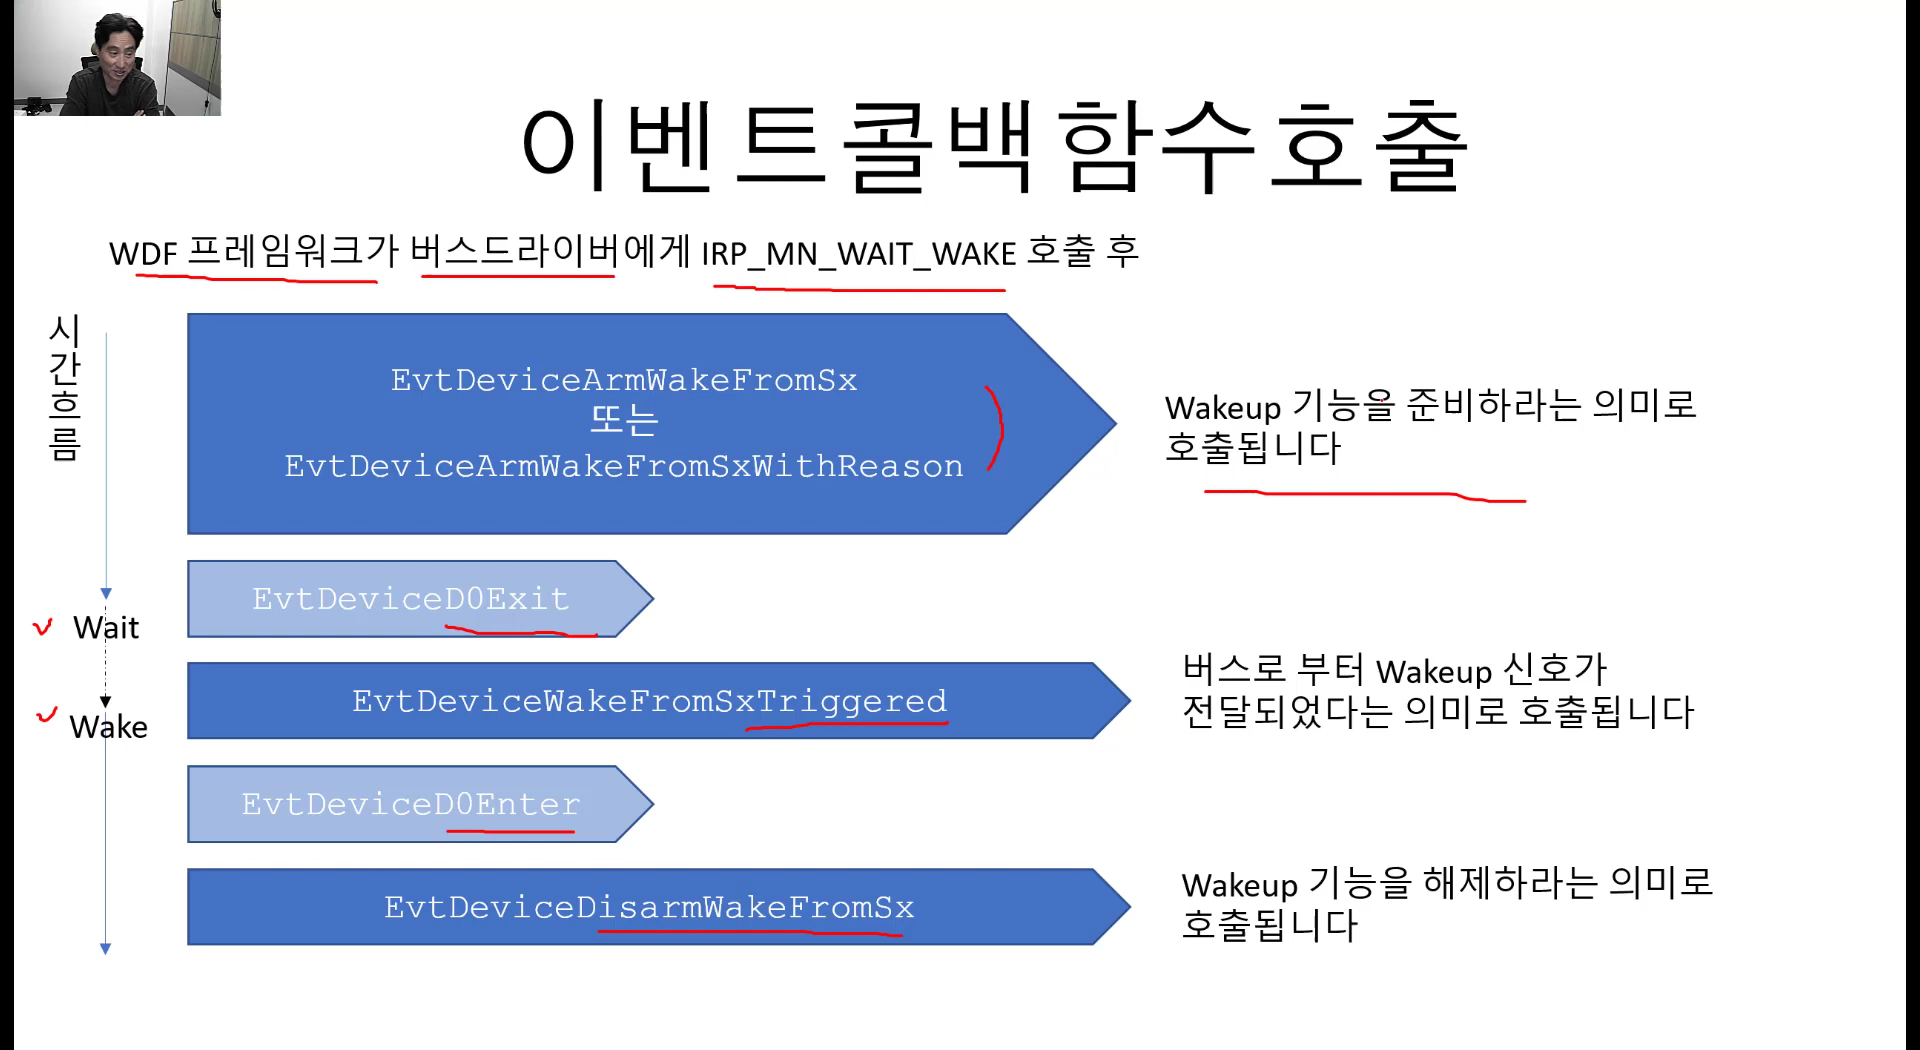 이벤트콜백함수호출
WDF 프레임워크가 버스드라이버에게 IRP_MN_WAIT_WAKE 호출 후
시간흐름
EvtDeviceArmWakeFromSx
또는
EvtDeviceArmWakeFromSxWithReason
Wakeup 기능을 준비하라는 의미로
호출됩니다
EvtDeviceD0Exit
Wait
EvtDeviceWakeFromSxTriggered
버스로 부터 Wakeup 신호가
전달되었다는 의미로 호출됩니다
Wake
EvtDeviceD0Enter
EvtDeviceDisarmWakeFromSx
Wakeup 기능을 해제하라는 의미로
호출됩니다